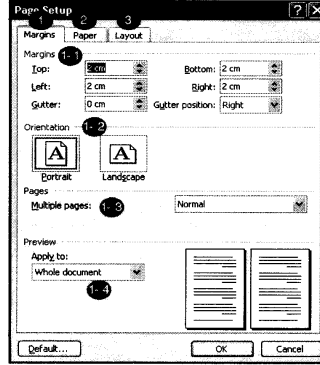 Page Setup
1 2 3
Margins Paper Layout
Margins 1-1
Top: 2 cm Bottom: 2 cm
Left: 2 cm Right: 2 cm
Gutter: 0 cm Gutter position: Right
Orientation 1-2
A A
Portrait Landscape
Pages
Multiple pages: 1-3 Normal
Preview
Apply to:
Whole document
1-4
Default... OK Cancel